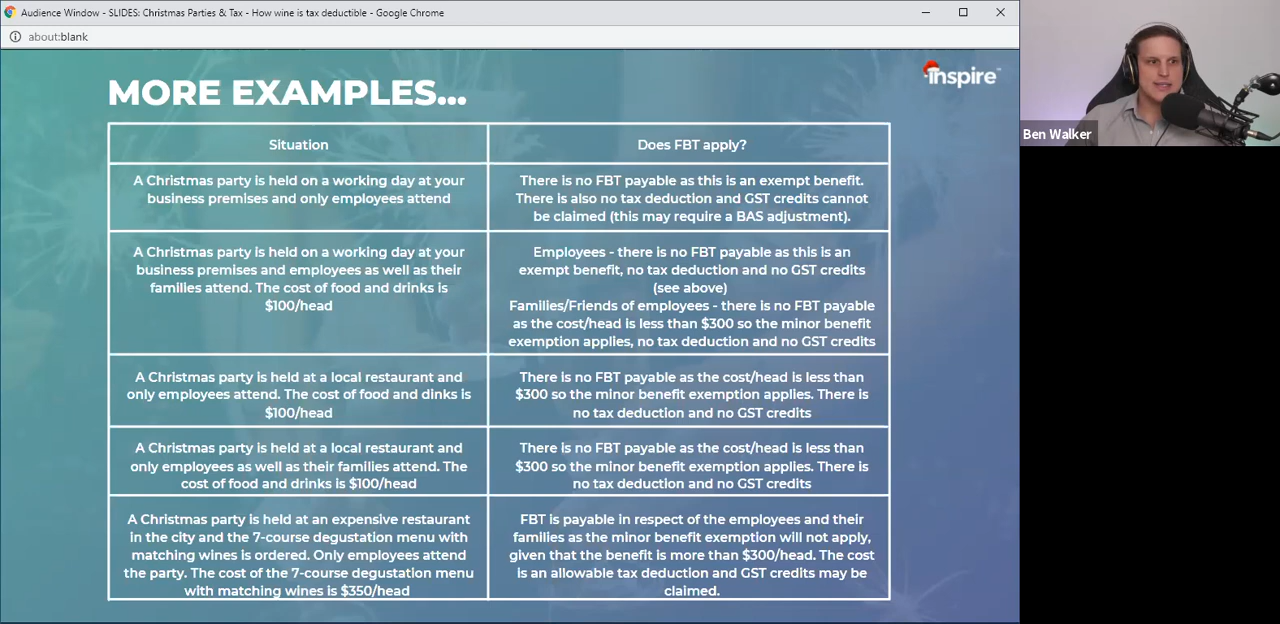 Audience Window - SLIDES: Christmas Parties & Tax - How wine is tax deductible - Google Chrome
about:blank
MORE EXAMPLES...
inspire™
Ben Walker
Situation
Does FBT apply?
A Christmas party is held on a working day at your
business premises and only employees attend
There is no FBT payable as this is an exempt benefit.
There is also no tax deduction and GST credits cannot
be claimed (this may require a BAS adjustment).
A Christmas party is held on a working day at your
business premises and employees as well as their
families attend. The cost of food and drinks is
$100/head
Employees - there is no FBT payable as this is an
exempt benefit, no tax deduction and no GST credits
(see above)
Families/Friends of employees - there is no FBT payable
as the cost/head is less than $300 so the minor benefit
exemption applies, no tax deduction and no GST credits
A Christmas party is held at a local restaurant and
only employees attend. The cost of food and dinks is
$100/head
There is no FBT payable as the cost/head is less than
$300 so the minor benefit exemption applies. There is
no tax deduction and no GST credits
A Christmas party is held at a local restaurant and
only employees as well as their families attend. The
cost of food and drinks is $100/head
There is no FBT payable as the cost/head is less than
$300 so the minor benefit exemption applies. There is
no tax deduction and no GST credits
A Christmas party is held at an expensive restaurant
in the city and the 7-course degustation menu with
matching wines is ordered. Only employees attend
the party. The cost of the 7-course degustation menu
with matching wines is $350/head
FBT is payable in respect of the employees and their
families as the minor benefit exemption will not apply,
given that the benefit is more than $300/head. The cost
is an allowable tax deduction and GST credits may be
claimed.